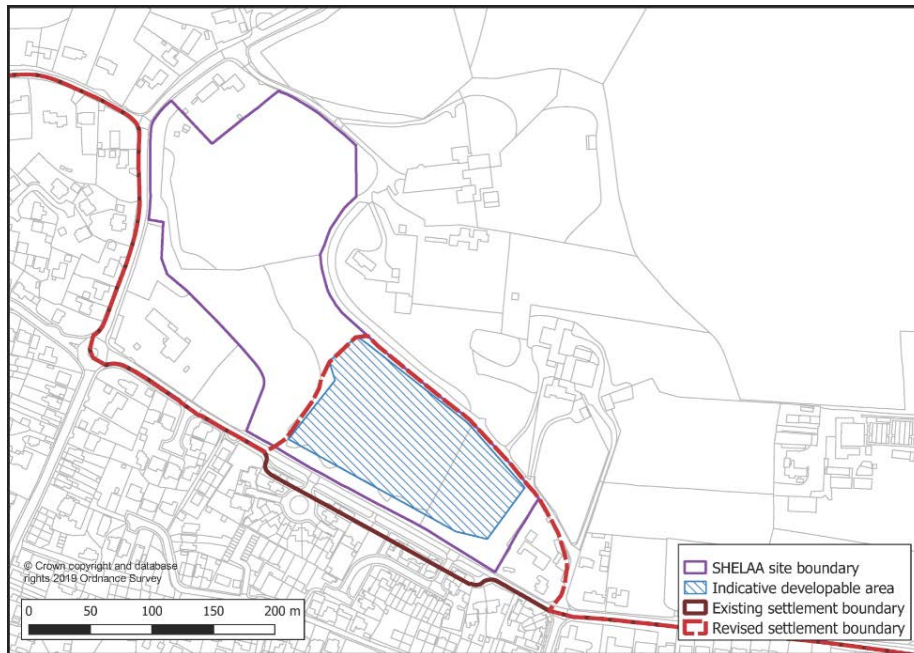 © Crown copyright and database
rights 2019 Ordnance Survey
0 50 100 150 200 m
SHELAA site boundary
Indicative developable area
Existing settlement boundary
Revised settlement boundary